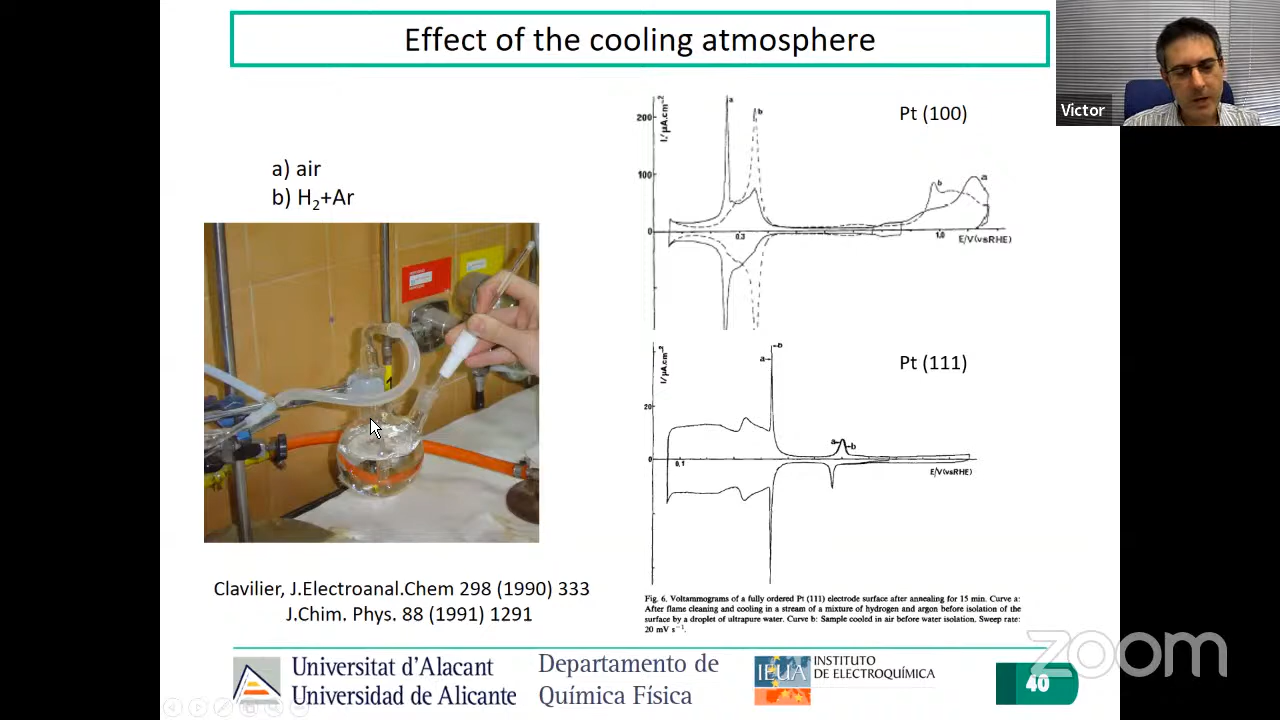 Effect of the cooling atmosphere
Victor
a) air
b) H₂+Ar
Pt (100)
I/µA.cm⁻²
200
100
0
a
b
b
a
0.3
1.0
E/V(vsRHE)
Pt (111)
I/µA.cm⁻²
20
0
a
b
a
b
0,1
E/V(vsRHE)
Fig. 6. Voltammograms of a fully ordered Pt (111) electrode surface after annealing for 15 min. Curve a:
After flame cleaning and cooling in a stream of a mixture of hydrogen and argon before isolation of the
surface by a droplet of ultrapure water. Curve b: Sample cooled in air before water isolation. Sweep rate:
20 mV s⁻¹.
Clavilier, J.Electroanal.Chem 298 (1990) 333
J.Chim. Phys. 88 (1991) 1291
Universitat d’Alacant
Universidad de Alicante
Departamento de
Química Física
IEUA
INSTITUTO
DE ELECTROQUÍMICA
zoom
40